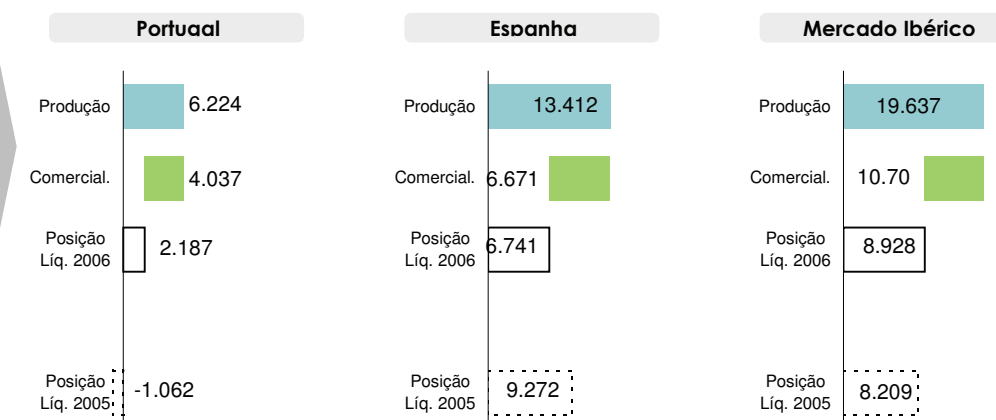 Portugal
Produção 6.224
Comercial. 4.037
Posição
Líq. 2006 2.187
Posição
Líq. 2005 -1.062
Espanha
Produção 13.412
Comercial. 6.671
Posição
Líq. 2006 6.741
Posição
Líq. 2005 9.272
Mercado Ibérico
Produção 19.637
Comercial. 10.70
Posição
Líq. 2006 8.928
Posição
Líq. 2005 8.209